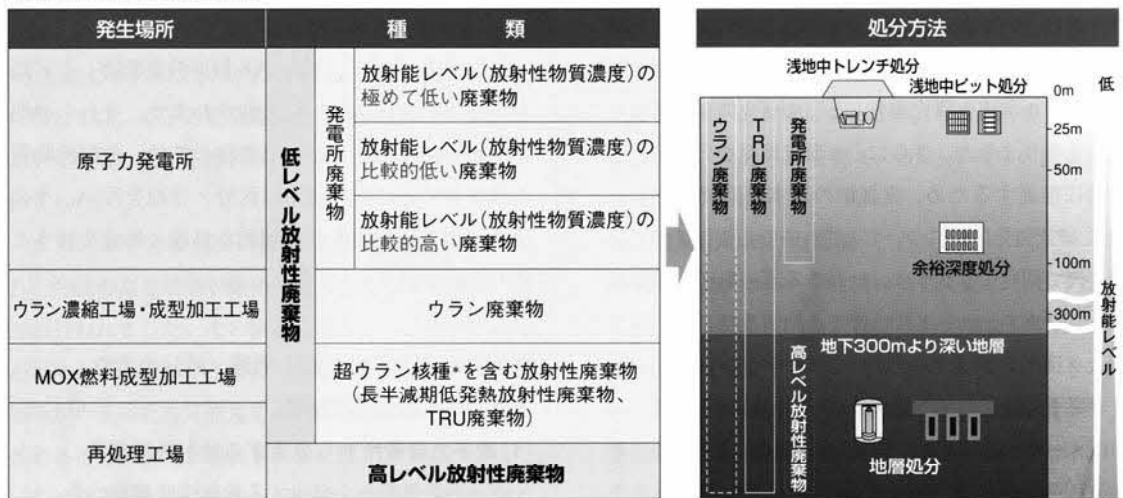 発生場所
種 類
原子力発電所
低レベル放射性廃棄物
発電所廃棄物
放射能レベル(放射性物質濃度)の
極めて低い廃棄物
放射能レベル(放射性物質濃度)の
比較的低い廃棄物
放射能レベル(放射性物質濃度)の
比較的高い廃棄物
ウラン濃縮工場・成型加工工場
ウラン廃棄物
MOX燃料成型加工工場
超ウラン核種・を含む放射性廃棄物
(長半減期低発熱放射性廃棄物、
TRU廃棄物)
再処理工場
高レベル放射性廃棄物
処分方法
浅地中トレンチ処分
浅地中ピット処分
0m
低
ウラン廃棄物
TRU廃棄物
発電所廃棄物
-25m
-50m
余裕深度処分
-100m
-300m
放射能レベル
地下300mより深い地層
高レベル放射性廃棄物
地層処分
高